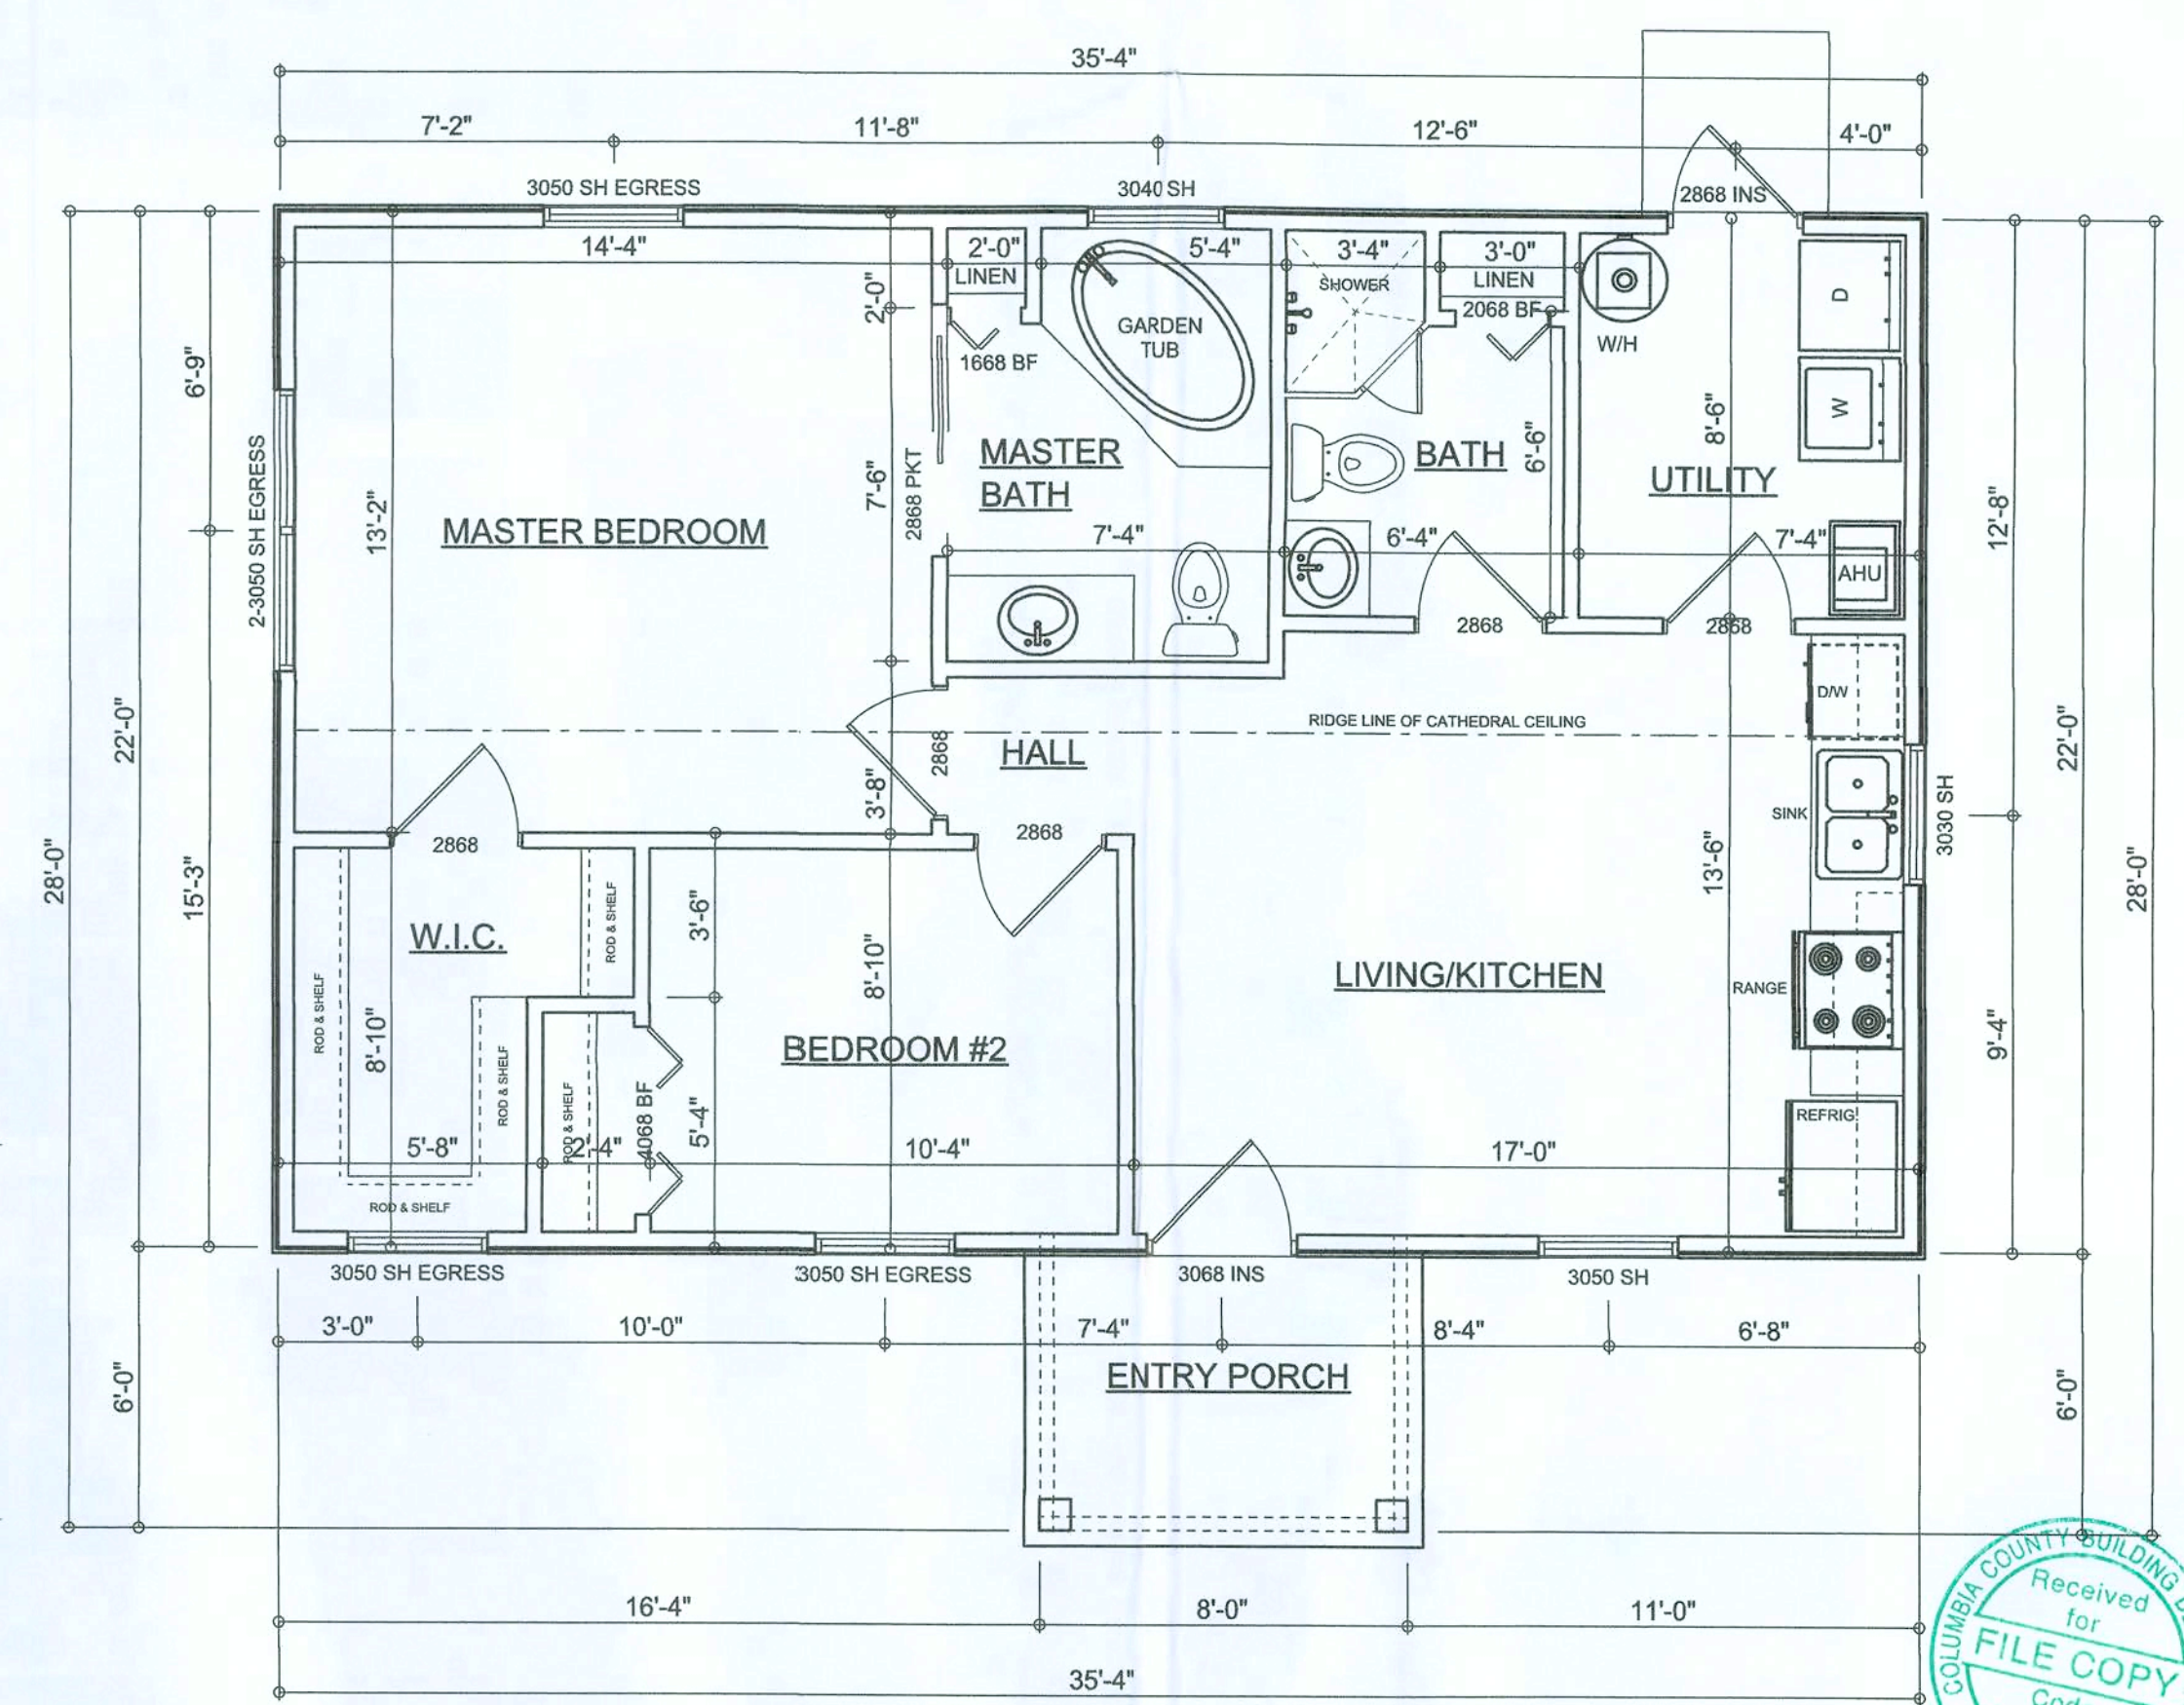 35'-4"
7'-2"
11'-8"
12'-6"
4'-0"
3050 SH EGRESS
3040 SH
2868 INS
14'-4"
2'-0"
LINEN
5'-4"
3'-4"
SHOWER
3'-0"
LINEN
2068 BF
D
2'-0"
1668 BF
GARDEN
TUB
W/H
W
6'-9"
2-3050 SH EGRESS
13'-2"
MASTER BEDROOM
7'-6"
2868 PKT
MASTER
BATH
7'-4"
BATH
6'-6"
6'-4"
8'-6"
UTILITY
7'-4"
AHU
12'-8"
2868
2868
D/W
RIDGE LINE OF CATHEDRAL CEILING
22'-0"
28'-0"
15'-3"
2868
3'-8"
HALL
2868
2868
SINK
3030 SH
22'-0"
28'-0"
13'-6"
W.I.C.
ROD & SHELF
ROD & SHELF
ROD & SHELF
ROD & SHELF
8'-10"
5'-8"
3'-6"
8'-10"
BEDROOM #2
ROD & SHELF
2'-4"
4068 BF
5'-4"
10'-4"
LIVING/KITCHEN
RANGE
REFRIG.
17'-0"
9'-4"
3050 SH EGRESS
3050 SH EGRESS
3068 INS
3050 SH
3'-0"
10'-0"
7'-4"
8'-4"
6'-8"
6'-0"
ENTRY PORCH
6'-0"
16'-4"
8'-0"
11'-0"
35'-4"
COLUMBIA COUNTY BUILDING
Received
for
FILE COPY